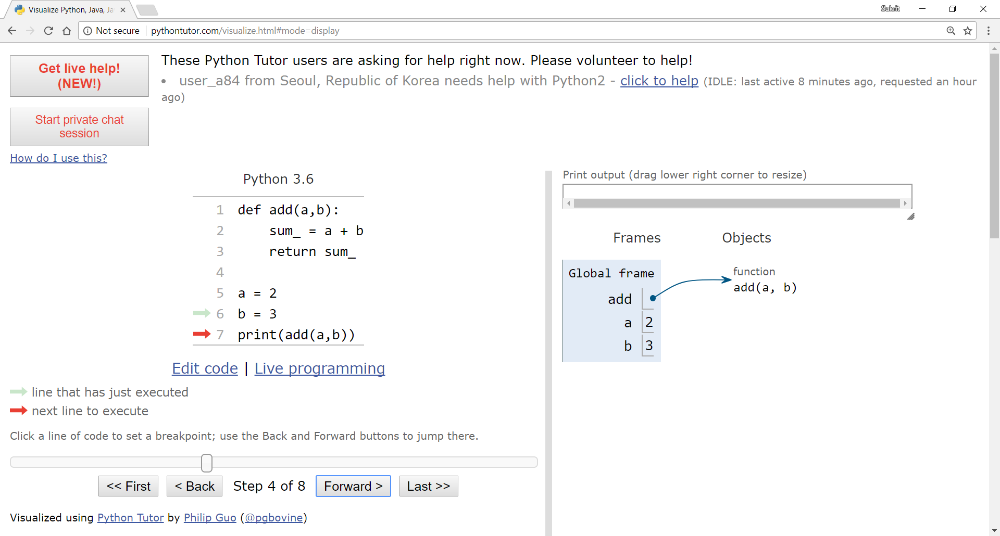 Visualize Python, Java, Ja
Sukrit
Not secure | pythontutor.com/visualize.html#mode=display
Get live help!
(NEW!)
Start private chat
session
How do I use this?
These Python Tutor users are asking for help right now. Please volunteer to help!
• user_a84 from Seoul, Republic of Korea needs help with Python2 - click to help (IDLE: last active 8 minutes ago, requested an hour
ago)
Python 3.6
1 def add(a,b):
2     sum_ = a + b
3     return sum_
4
5 a = 2
6 b = 3
7 print(add(a,b))
Edit code | Live programming
line that has just executed
next line to execute
Click a line of code to set a breakpoint; use the Back and Forward buttons to jump there.
<< First < Back Step 4 of 8 Forward > Last >>
Visualized using Python Tutor by Philip Guo (@pgbovine)
Print output (drag lower right corner to resize)
Frames Objects
Global frame
add
a 2
b 3
function
add(a, b)